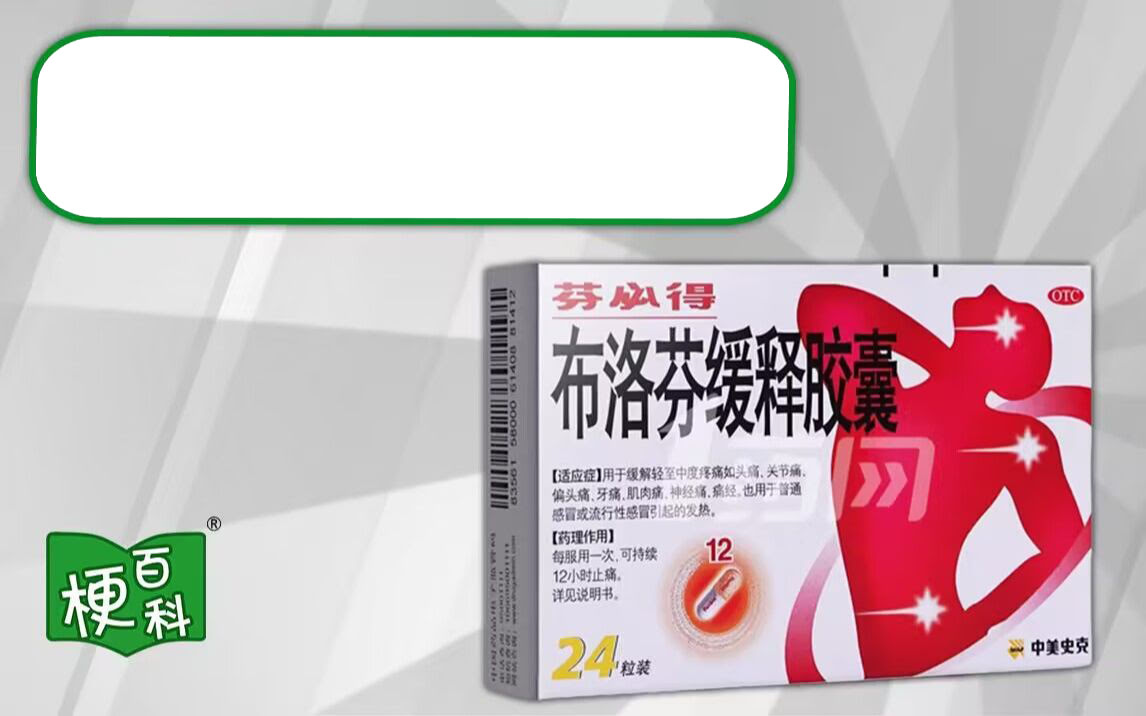 芬必得
OTC
布洛芬缓释胶囊
【适应症】用于缓解轻至中度疼痛如头痛、关节痛、
偏头痛、牙痛、肌肉痛、神经痛、痛经。也用于普通
感冒或流行性感冒引起的发热。
【药理作用】
每服用一次，可持续
12小时止痛。
详见说明书。
12
24粒装
中美史克
梗百科®